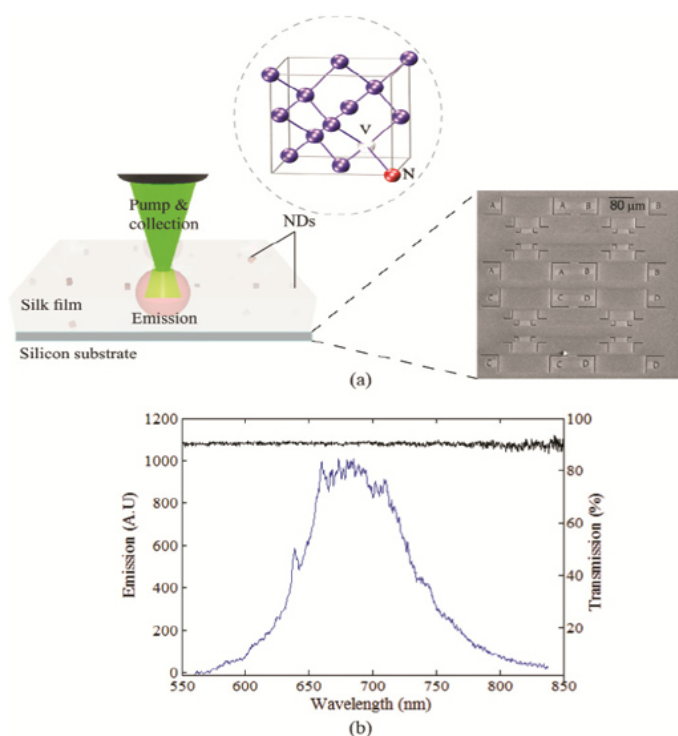 V
N
Pump &
collection
NDs
Silk film
Emission
Silicon substrate
80 μm
A A B B
A A B B
C C D D
C C D D
(a)
1200 100
1000 80
800 60
600 40
400 20
200
0
550 600 650 700 750 800 850
Emission (A.U)
Transmission (%)
Wavelength (nm)
(b)